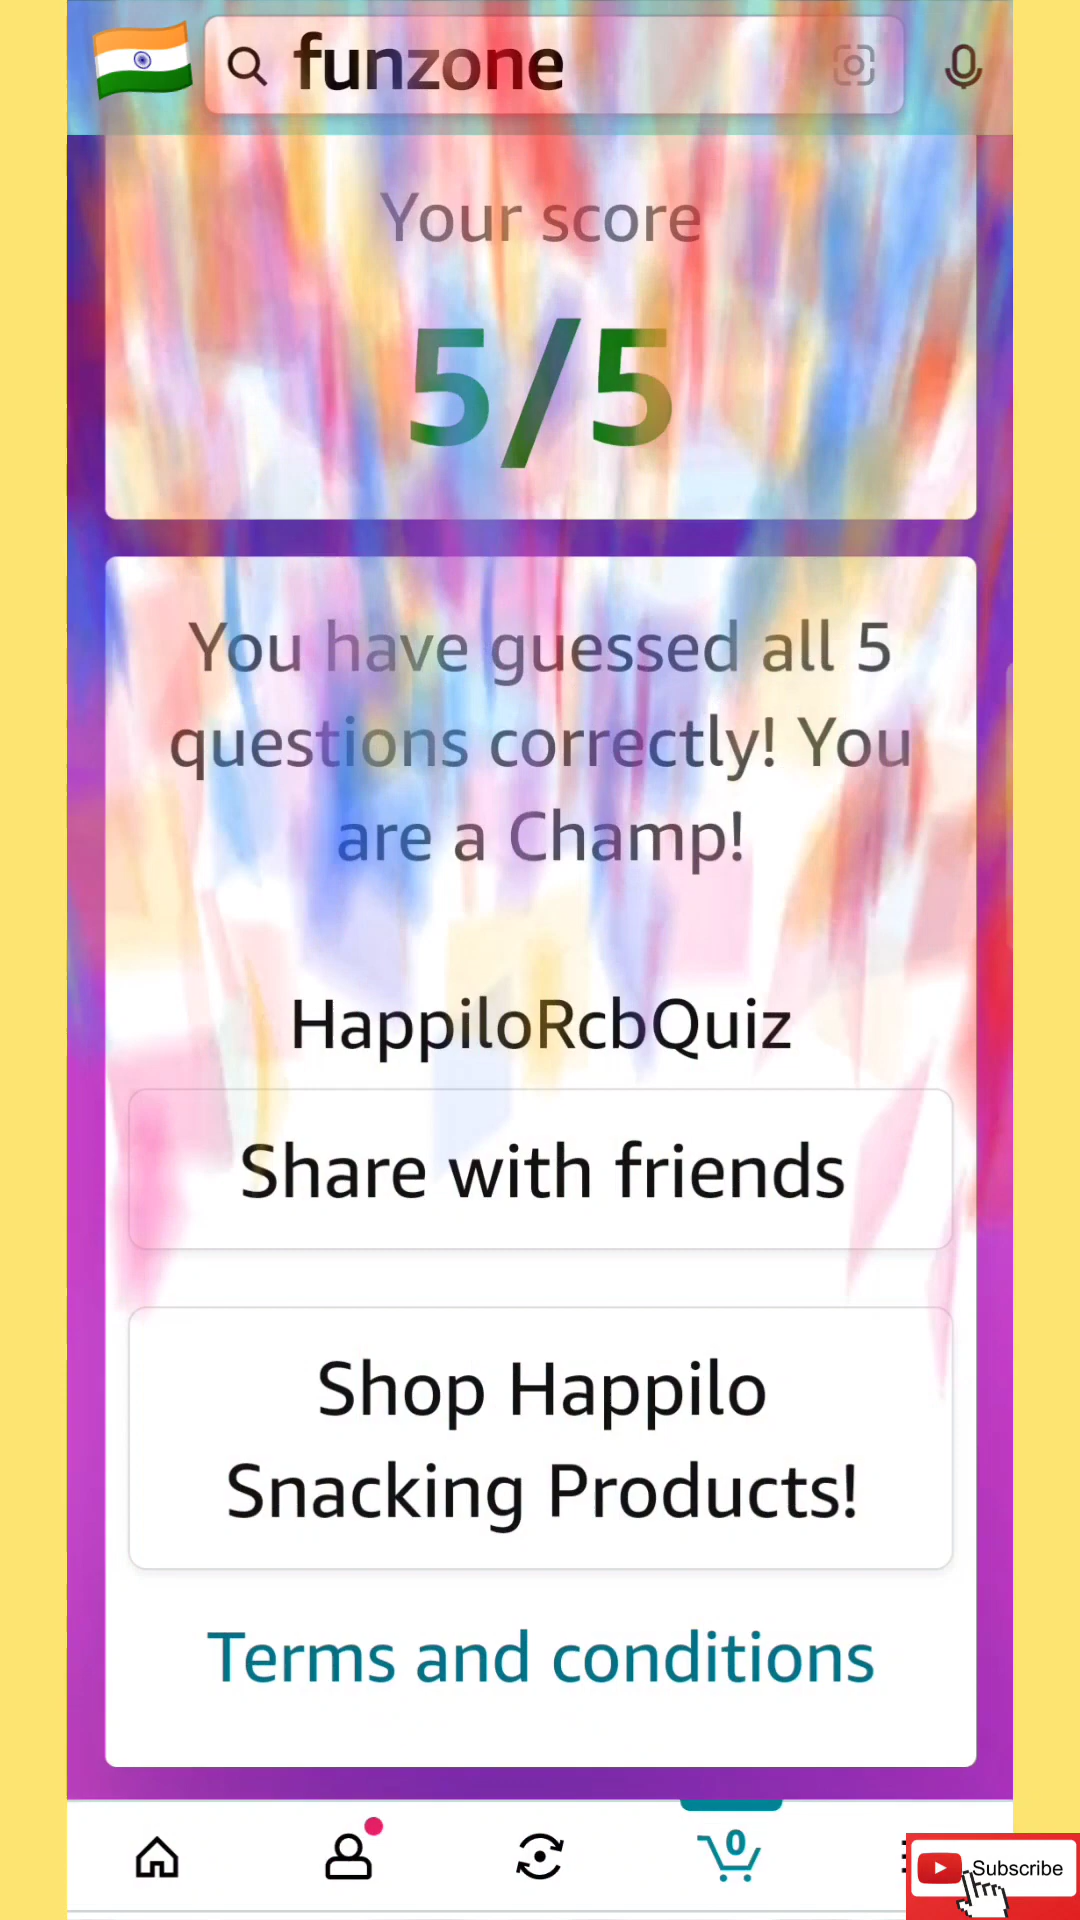 funzone
Your score
5/5
You have guessed all 5
questions correctly! You
are a Champ!
HappiloRcbQuiz
Share with friends
Shop Happilo
Snacking Products!
Terms and conditions
0
Subscribe